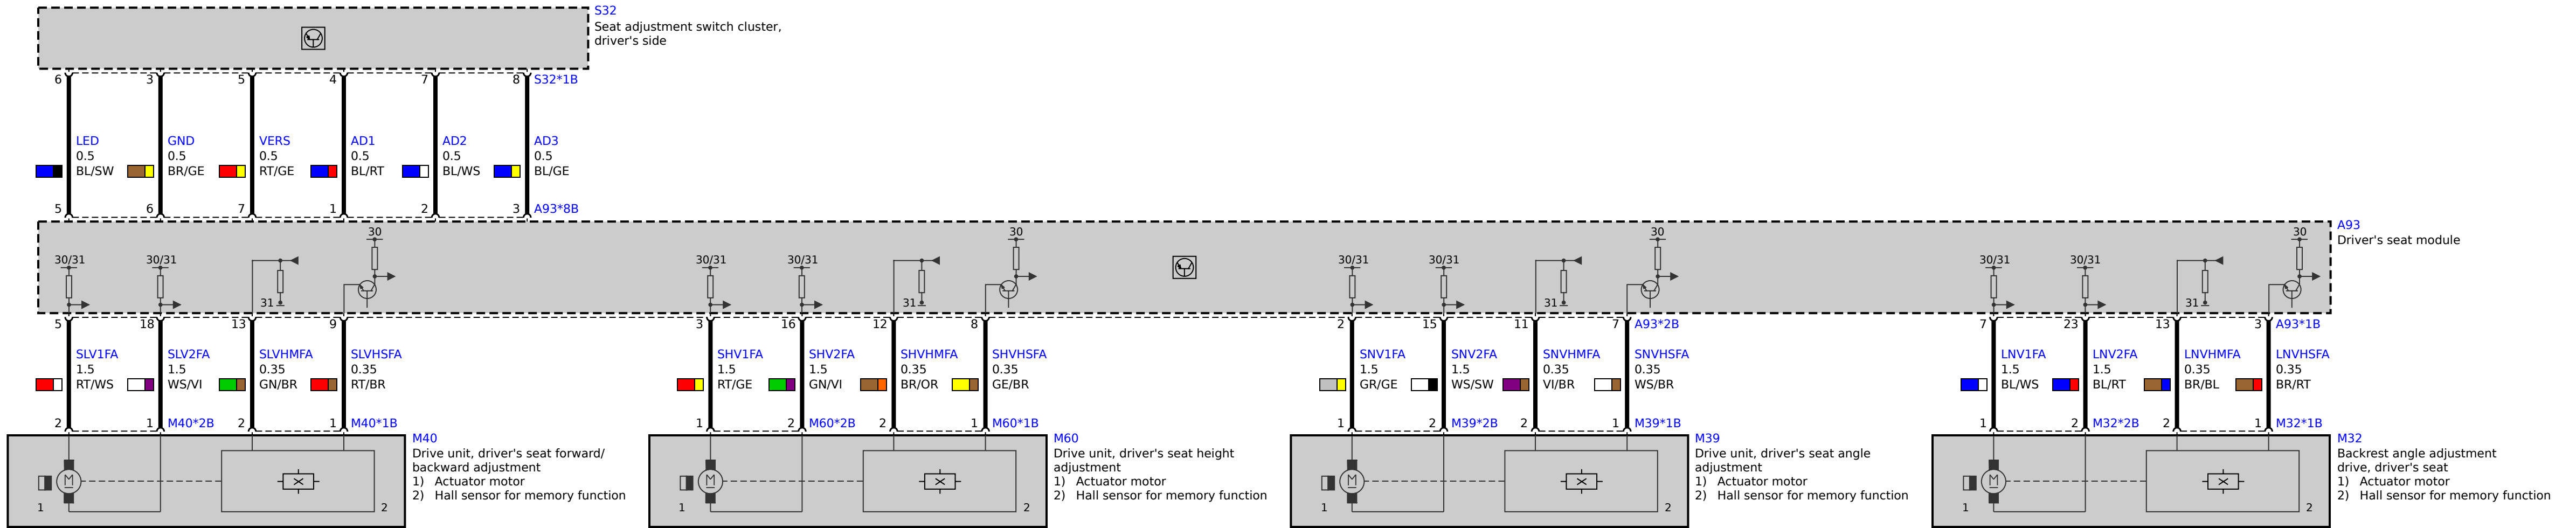 S32
Seat adjustment switch cluster,
driver's side
6 3 5 4 7 8 S32*1B
LED GND VERS AD1 AD2 AD3
0.5 0.5 0.5 0.5 0.5 0.5
BL/SW BR/GE RT/GE BL/RT BL/WS BL/GE
5 6 7 1 2 3 A93*8B
A93
Driver's seat module
30 30 30 30
30/31 30/31 30/31 30/31 30/31 30/31 30/31 30/31
31 31 31 31
5 18 13 9 3 16 12 8 2 15 11 7 A93*2B 7 23 13 3 A93*1B
SLV1FA SLV2FA SLVHMFA SLVHSFA SHV1FA SHV2FA SHVHMFA SHVHSFA SNV1FA SNV2FA SNVHMFA SNVHSFA LNV1FA LNV2FA LNVHMFA LNVHSFA
1.5 1.5 0.35 0.35 1.5 1.5 0.35 0.35 1.5 1.5 0.35 0.35 1.5 1.5 0.35 0.35
RT/WS WS/VI GN/BR RT/BR RT/GE GN/VI BR/OR GE/BR GR/GE WS/SW VI/BR WS/BR BL/WS BL/RT BR/BL BR/RT
2 1 M40*2B 2 1 M40*1B 1 2 M60*2B 2 1 M60*1B 1 2 M39*2B 2 1 M39*1B 1 2 M32*2B 2 1 M32*1B
M40
Drive unit, driver's seat forward/
backward adjustment
1) Actuator motor
2) Hall sensor for memory function
M
X
1 2
M60
Drive unit, driver's seat height
adjustment
1) Actuator motor
2) Hall sensor for memory function
M
X
1 2
M39
Drive unit, driver's seat angle
adjustment
1) Actuator motor
2) Hall sensor for memory function
M
X
1 2
M32
Backrest angle adjustment
drive, driver's seat
1) Actuator motor
2) Hall sensor for memory function
M
X
1 2